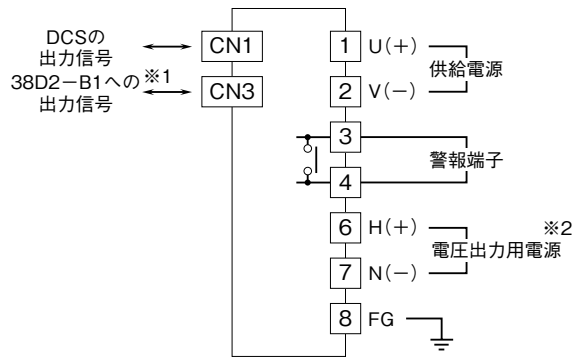 DCSの
出力信号
CN1
38D2−B1への ※1
出力信号
CN3
1 U(+)
供給電源
2 V(−)
3
警報端子
4
6 H(+)
※2
電圧出力用電源
7 N(−)
8 FG